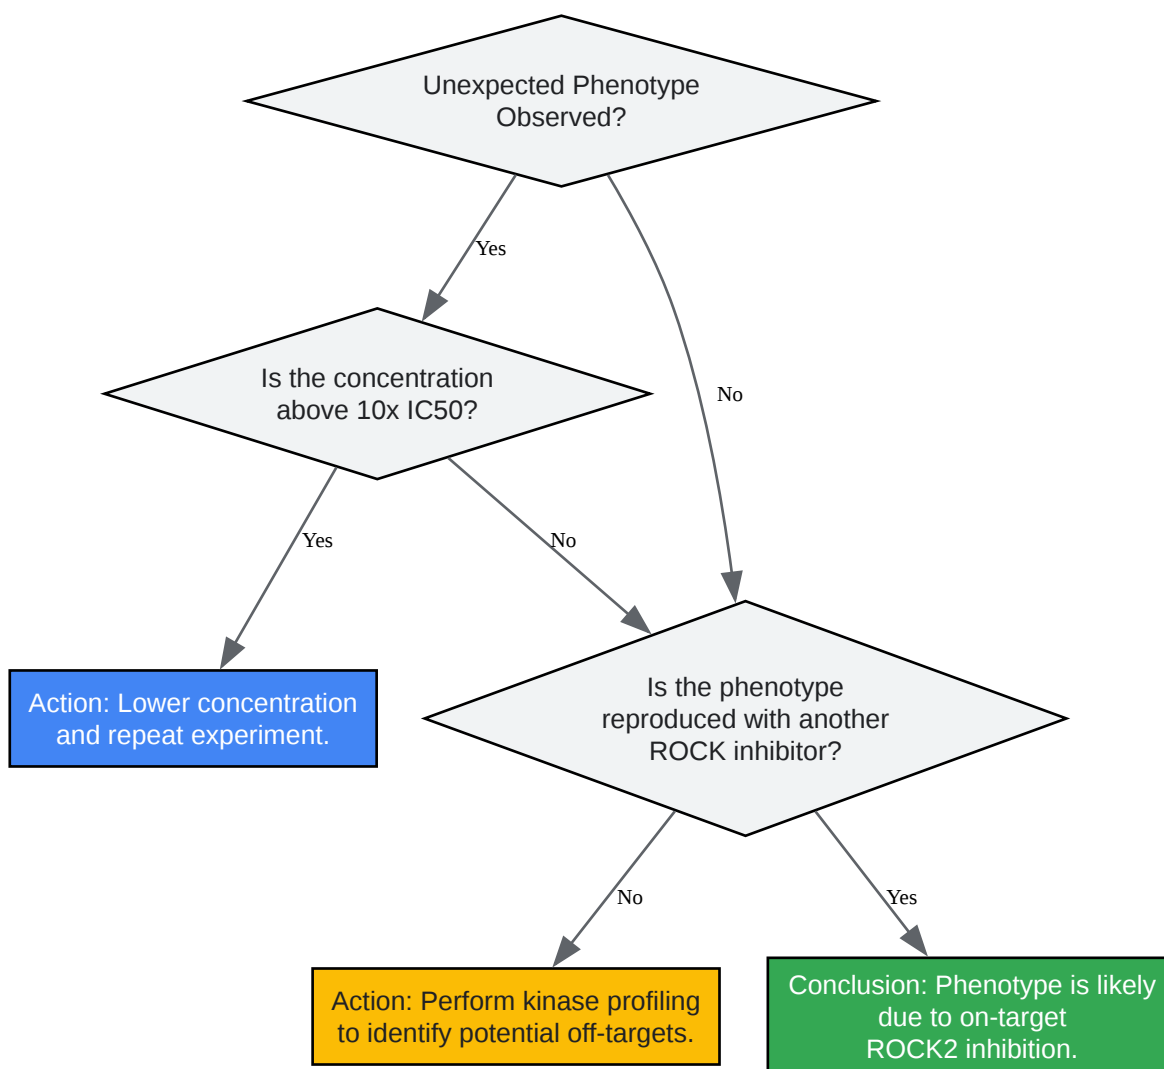 Unexpected Phenotype
Observed?
Yes
No
Is the concentration
above 10x IC50?
Yes
No
Action: Lower concentration
and repeat experiment.
Is the phenotype
reproduced with another
ROCK inhibitor?
No
Yes
Action: Perform kinase profiling
to identify potential off-targets.
Conclusion: Phenotype is likely
due to on-target
ROCK2 inhibition.